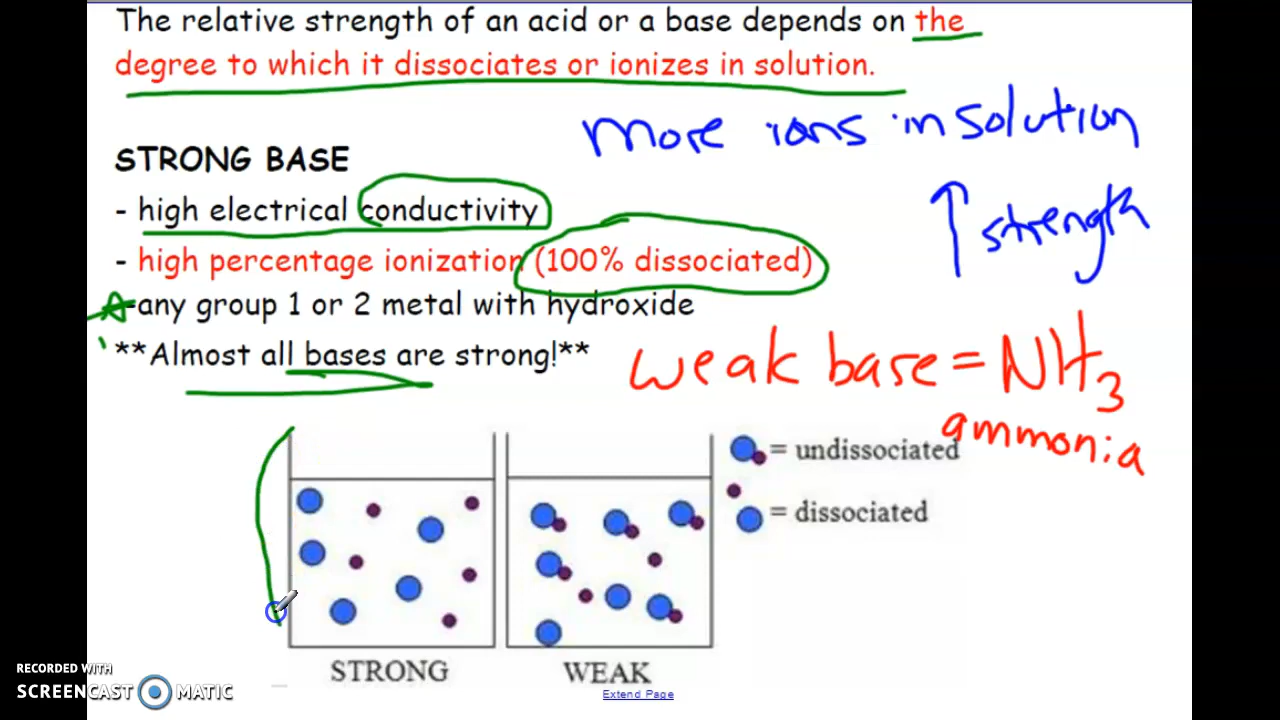 The relative strength of an acid or a base depends on the
degree to which it dissociates or ionizes in solution.
more ions in solution
STRONG BASE
- high electrical conductivity
↑ strength
- high percentage ionization (100% dissociated)
-any group 1 or 2 metal with hydroxide
**Almost all bases are strong!**
weak base = NH3
ammonia
= undissociated
= dissociated
STRONG
WEAK
Extend Page
RECORDED WITH
SCREENCAST MATIC